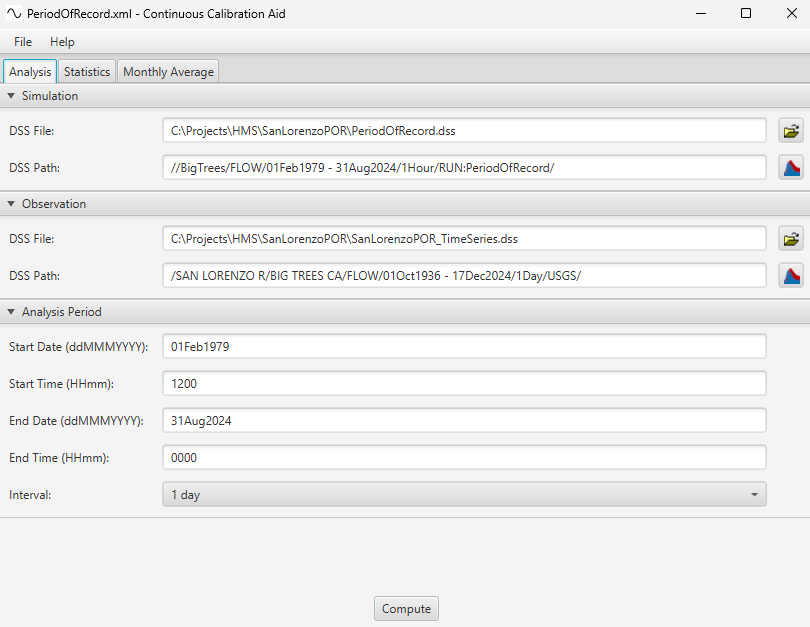 PeriodOfRecord.xml - Continuous Calibration Aid
File Help
Analysis Statistics Monthly Average
Simulation
DSS File: C:\Projects\HMS\SanLorenzoPOR\PeriodOfRecord.dss
DSS Path: //BigTrees/FLOW/01Feb1979 - 31Aug2024/1Hour/RUN:PeriodOfRecord/
Observation
DSS File: C:\Projects\HMS\SanLorenzoPOR\SanLorenzoPOR_TimeSeries.dss
DSS Path: /SAN LORENZO R/BIG TREES CA/FLOW/01Oct1936 - 17Dec2024/1Day/USGS/
Analysis Period
Start Date (ddMMMYYYY): 01Feb1979
Start Time (HHmm): 1200
End Date (ddMMMYYYY): 31Aug2024
End Time (HHmm): 0000
Interval: 1 day
Compute